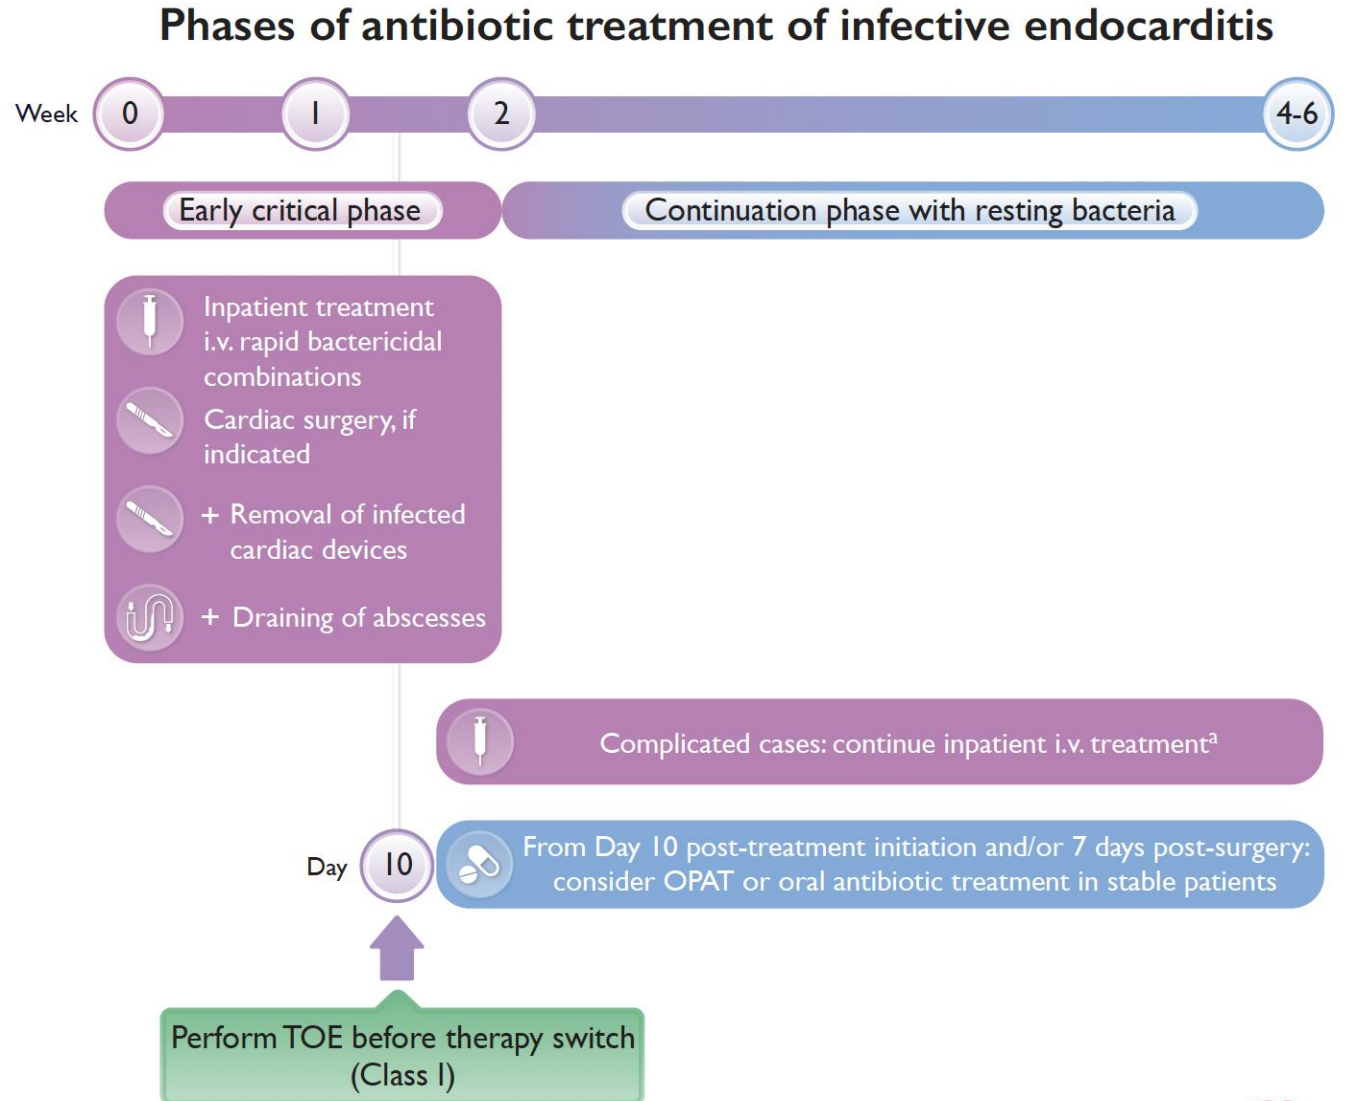 Phases of antibiotic treatment of infective endocarditis
Week 0 1 2 4-6
Early critical phase
Continuation phase with resting bacteria
Inpatient treatment
i.v. rapid bactericidal
combinations
Cardiac surgery, if
indicated
+ Removal of infected
cardiac devices
+ Draining of abscesses
Complicated cases: continue inpatient i.v. treatmentᵃ
Day 10
From Day 10 post-treatment initiation and/or 7 days post-surgery:
consider OPAT or oral antibiotic treatment in stable patients
Perform TOE before therapy switch
(Class I)